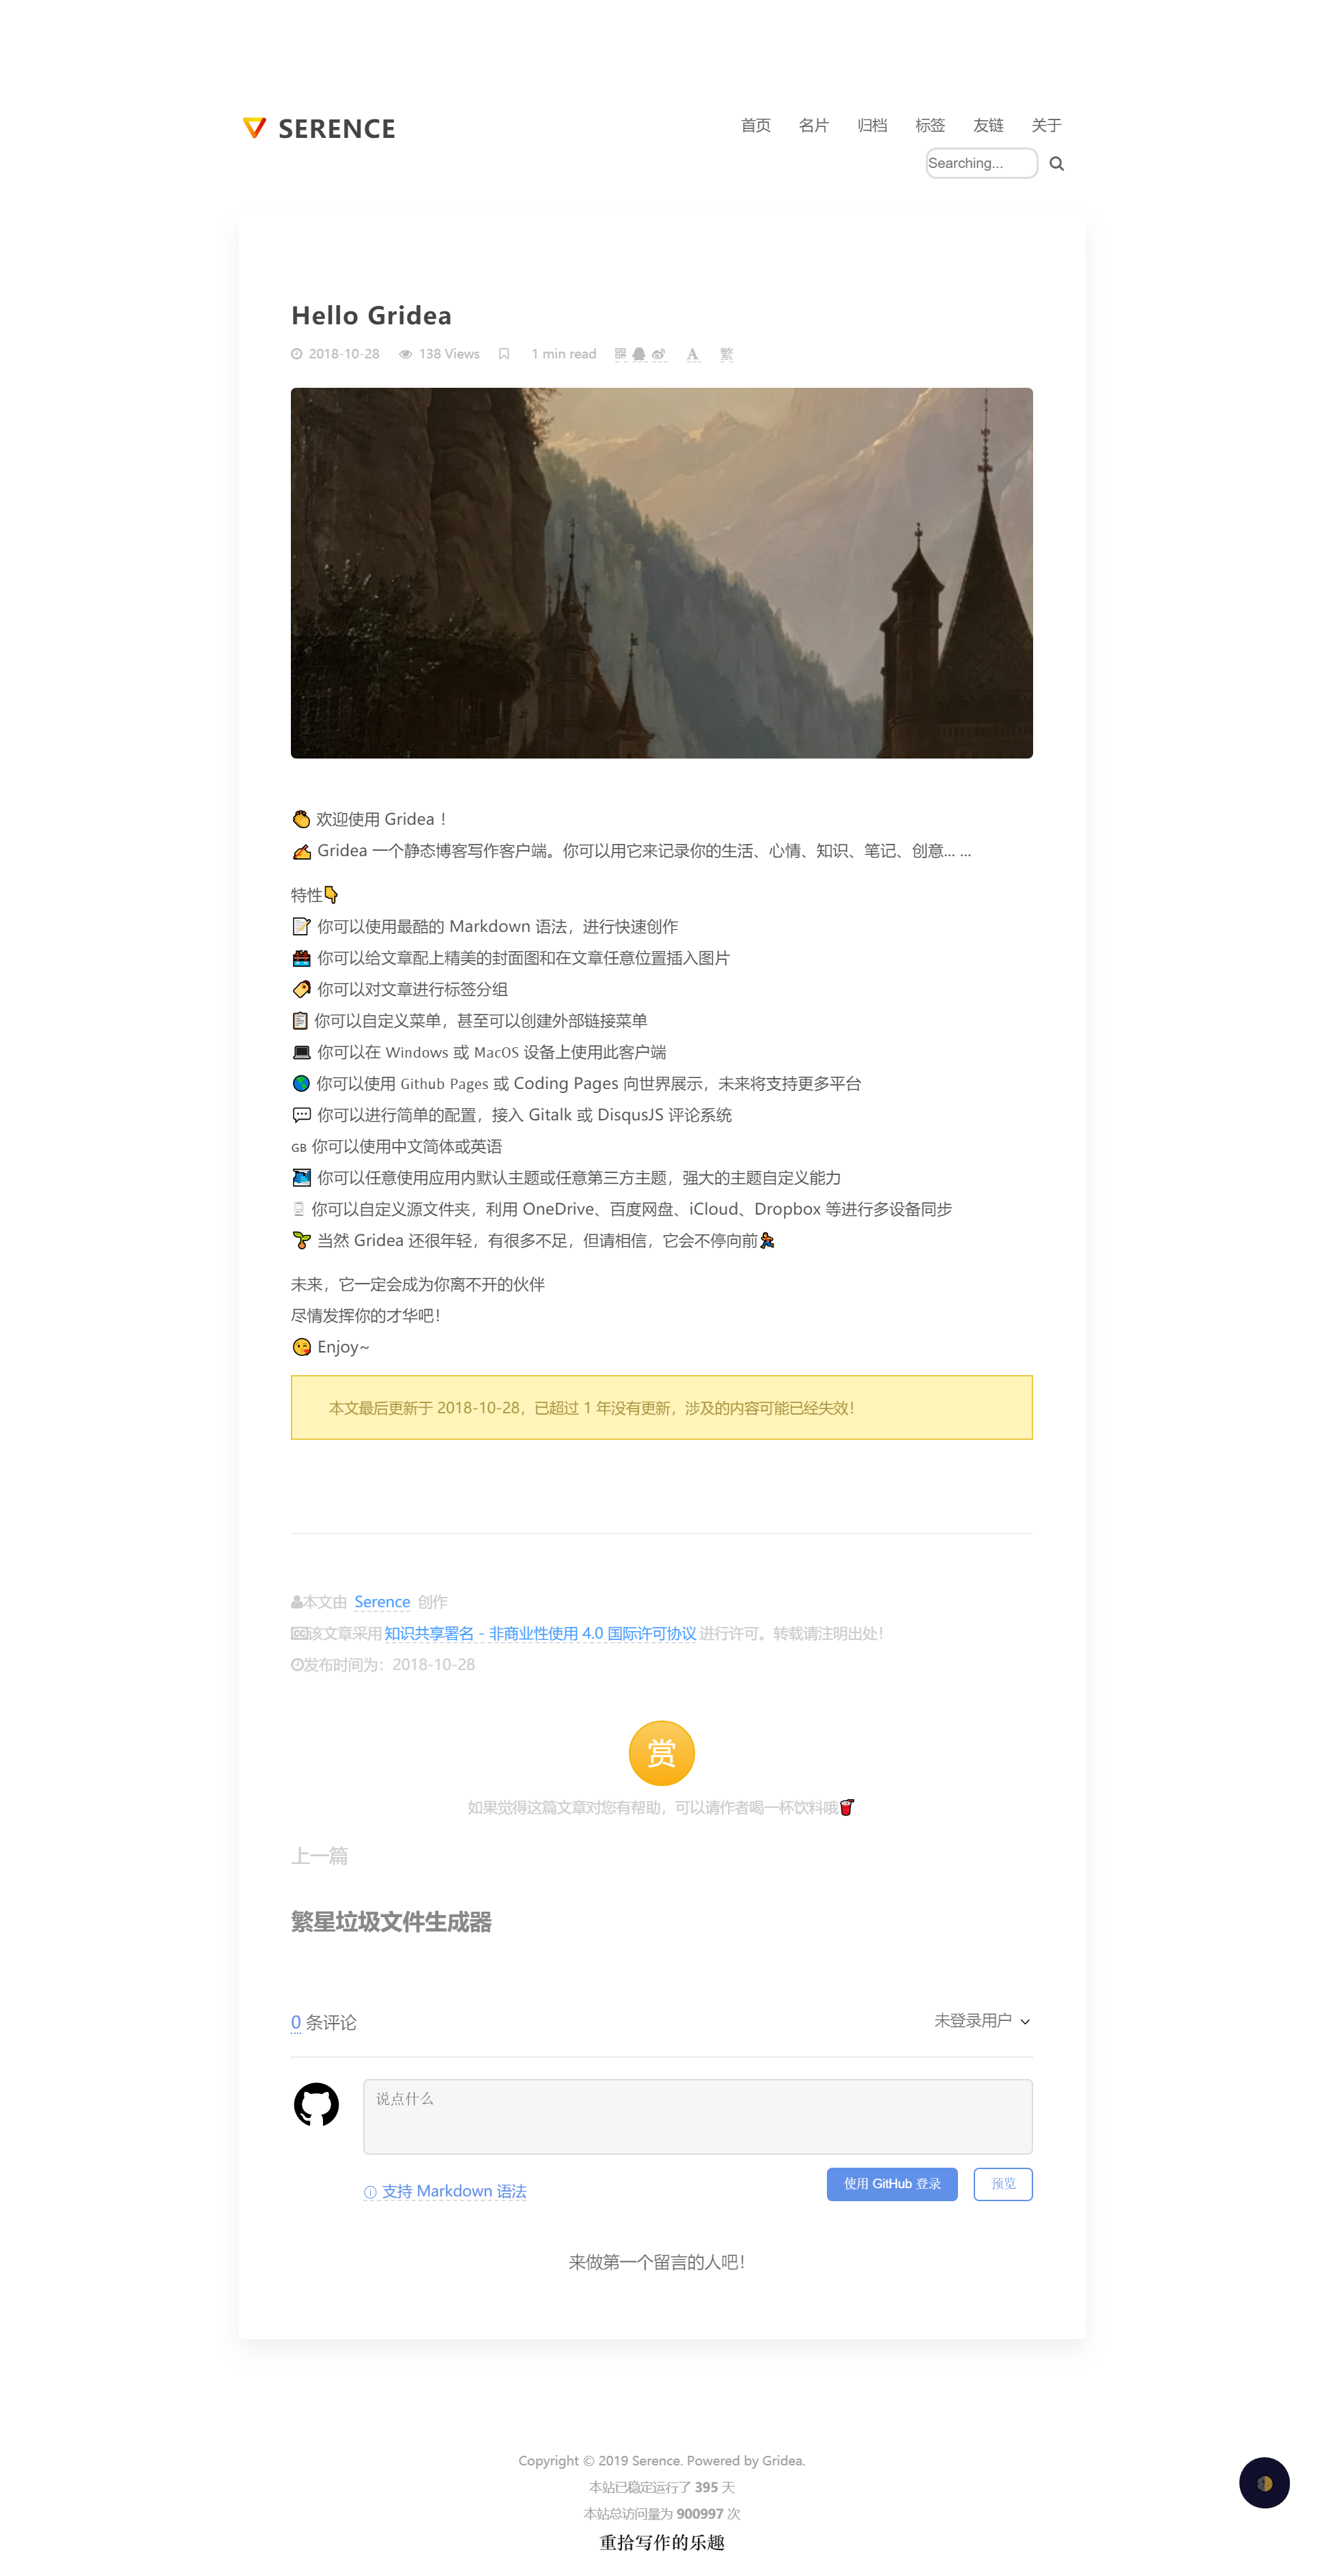 SERENCE
首页 名片 归档 标签 友链 关于
Searching...
Hello Gridea
2018-10-28 138 Views 1 min read A 繁
👏 欢迎使用 Gridea ！
✍️ Gridea 一个静态博客写作客户端。你可以用它来记录你的生活、心情、知识、笔记、创意... ...
特性👇
📝 你可以使用最酷的 Markdown 语法，进行快速创作
🌉 你可以给文章配上精美的封面图和在文章任意位置插入图片
🏷️ 你可以对文章进行标签分组
📋 你可以自定义菜单，甚至可以创建外部链接菜单
💻 你可以在 Windows 或 MacOS 设备上使用此客户端
🌎 你可以使用 Github Pages 或 Coding Pages 向世界展示，未来将支持更多平台
💬 你可以进行简单的配置，接入 Gitalk 或 DisqusJS 评论系统
GB 你可以使用中文简体或英语
🌁 你可以任意使用应用内默认主题或任意第三方主题，强大的主题自定义能力
🖥 你可以自定义源文件夹，利用 OneDrive、百度网盘、iCloud、Dropbox 等进行多设备同步
🌱 当然 Gridea 还很年轻，有很多不足，但请相信，它会不停向前🏃
未来，它一定会成为你离不开的伙伴
尽情发挥你的才华吧！
😘 Enjoy~
本文最后更新于 2018-10-28，已超过 1 年没有更新，涉及的内容可能已经失效！
本文由 Serence 创作
该文章采用 知识共享署名 - 非商业性使用 4.0 国际许可协议 进行许可。转载请注明出处！
发布时间为：2018-10-28
赏
如果觉得这篇文章对您有帮助，可以请作者喝一杯饮料哦🥤
上一篇
繁星垃圾文件生成器
0 条评论
未登录用户
说点什么
支持 Markdown 语法
使用 GitHub 登录
预览
来做第一个留言的人吧！
Copyright © 2019 Serence. Powered by Gridea.
本站已稳定运行了 395 天
本站总访问量为 900997 次
重拾写作的乐趣